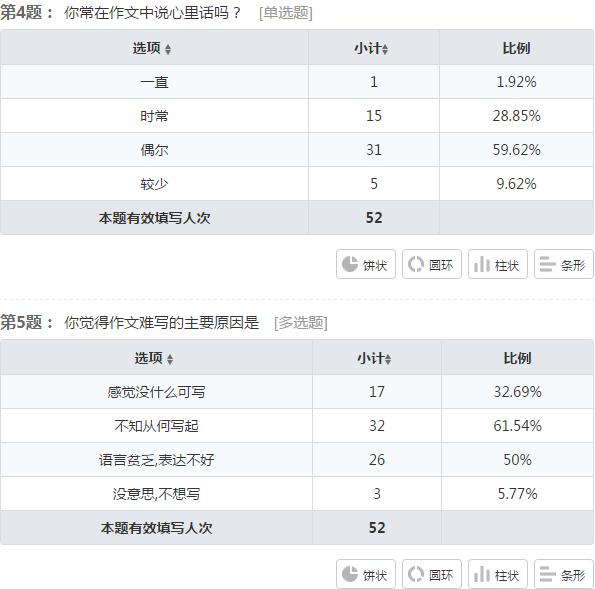 第4题： 你常在作文中说心里话吗？ [单选题]
选项 小计 比例
一直 1 1.92%
时常 15 28.85%
偶尔 31 59.62%
较少 5 9.62%
本题有效填写人次 52
饼状 圆环 柱状 条形
第5题： 你觉得作文难写的主要原因是 [多选题]
选项 小计 比例
感觉没什么可写 17 32.69%
不知从何写起 32 61.54%
语言贫乏,表达不好 26 50%
没意思,不想写 3 5.77%
本题有效填写人次 52
饼状 圆环 柱状 条形